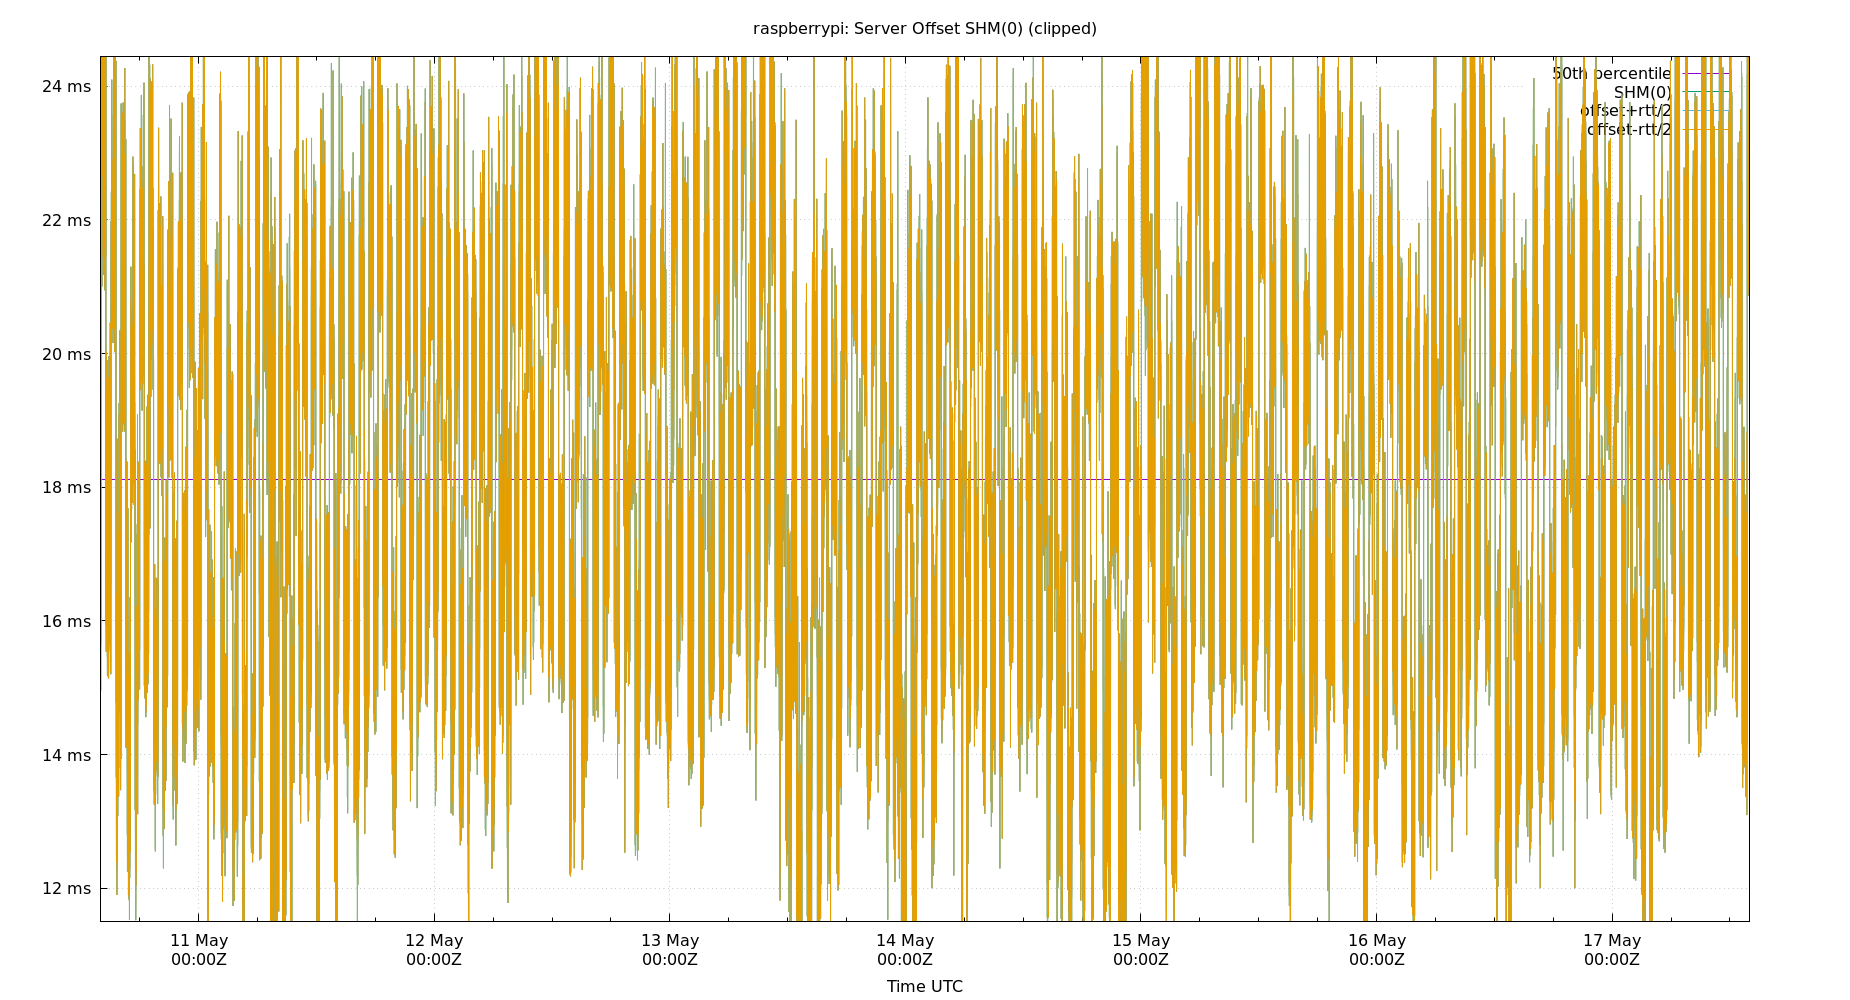 raspberrypi: Server Offset SHM(0) (clipped)
50th percentile
SHM(0)
offset+rtt/2
offset-rtt/2
24 ms
22 ms
20 ms
18 ms
16 ms
14 ms
12 ms
11 May 12 May 13 May 14 May 15 May 16 May 17 May
00:00Z 00:00Z 00:00Z 00:00Z 00:00Z 00:00Z 00:00Z
Time UTC